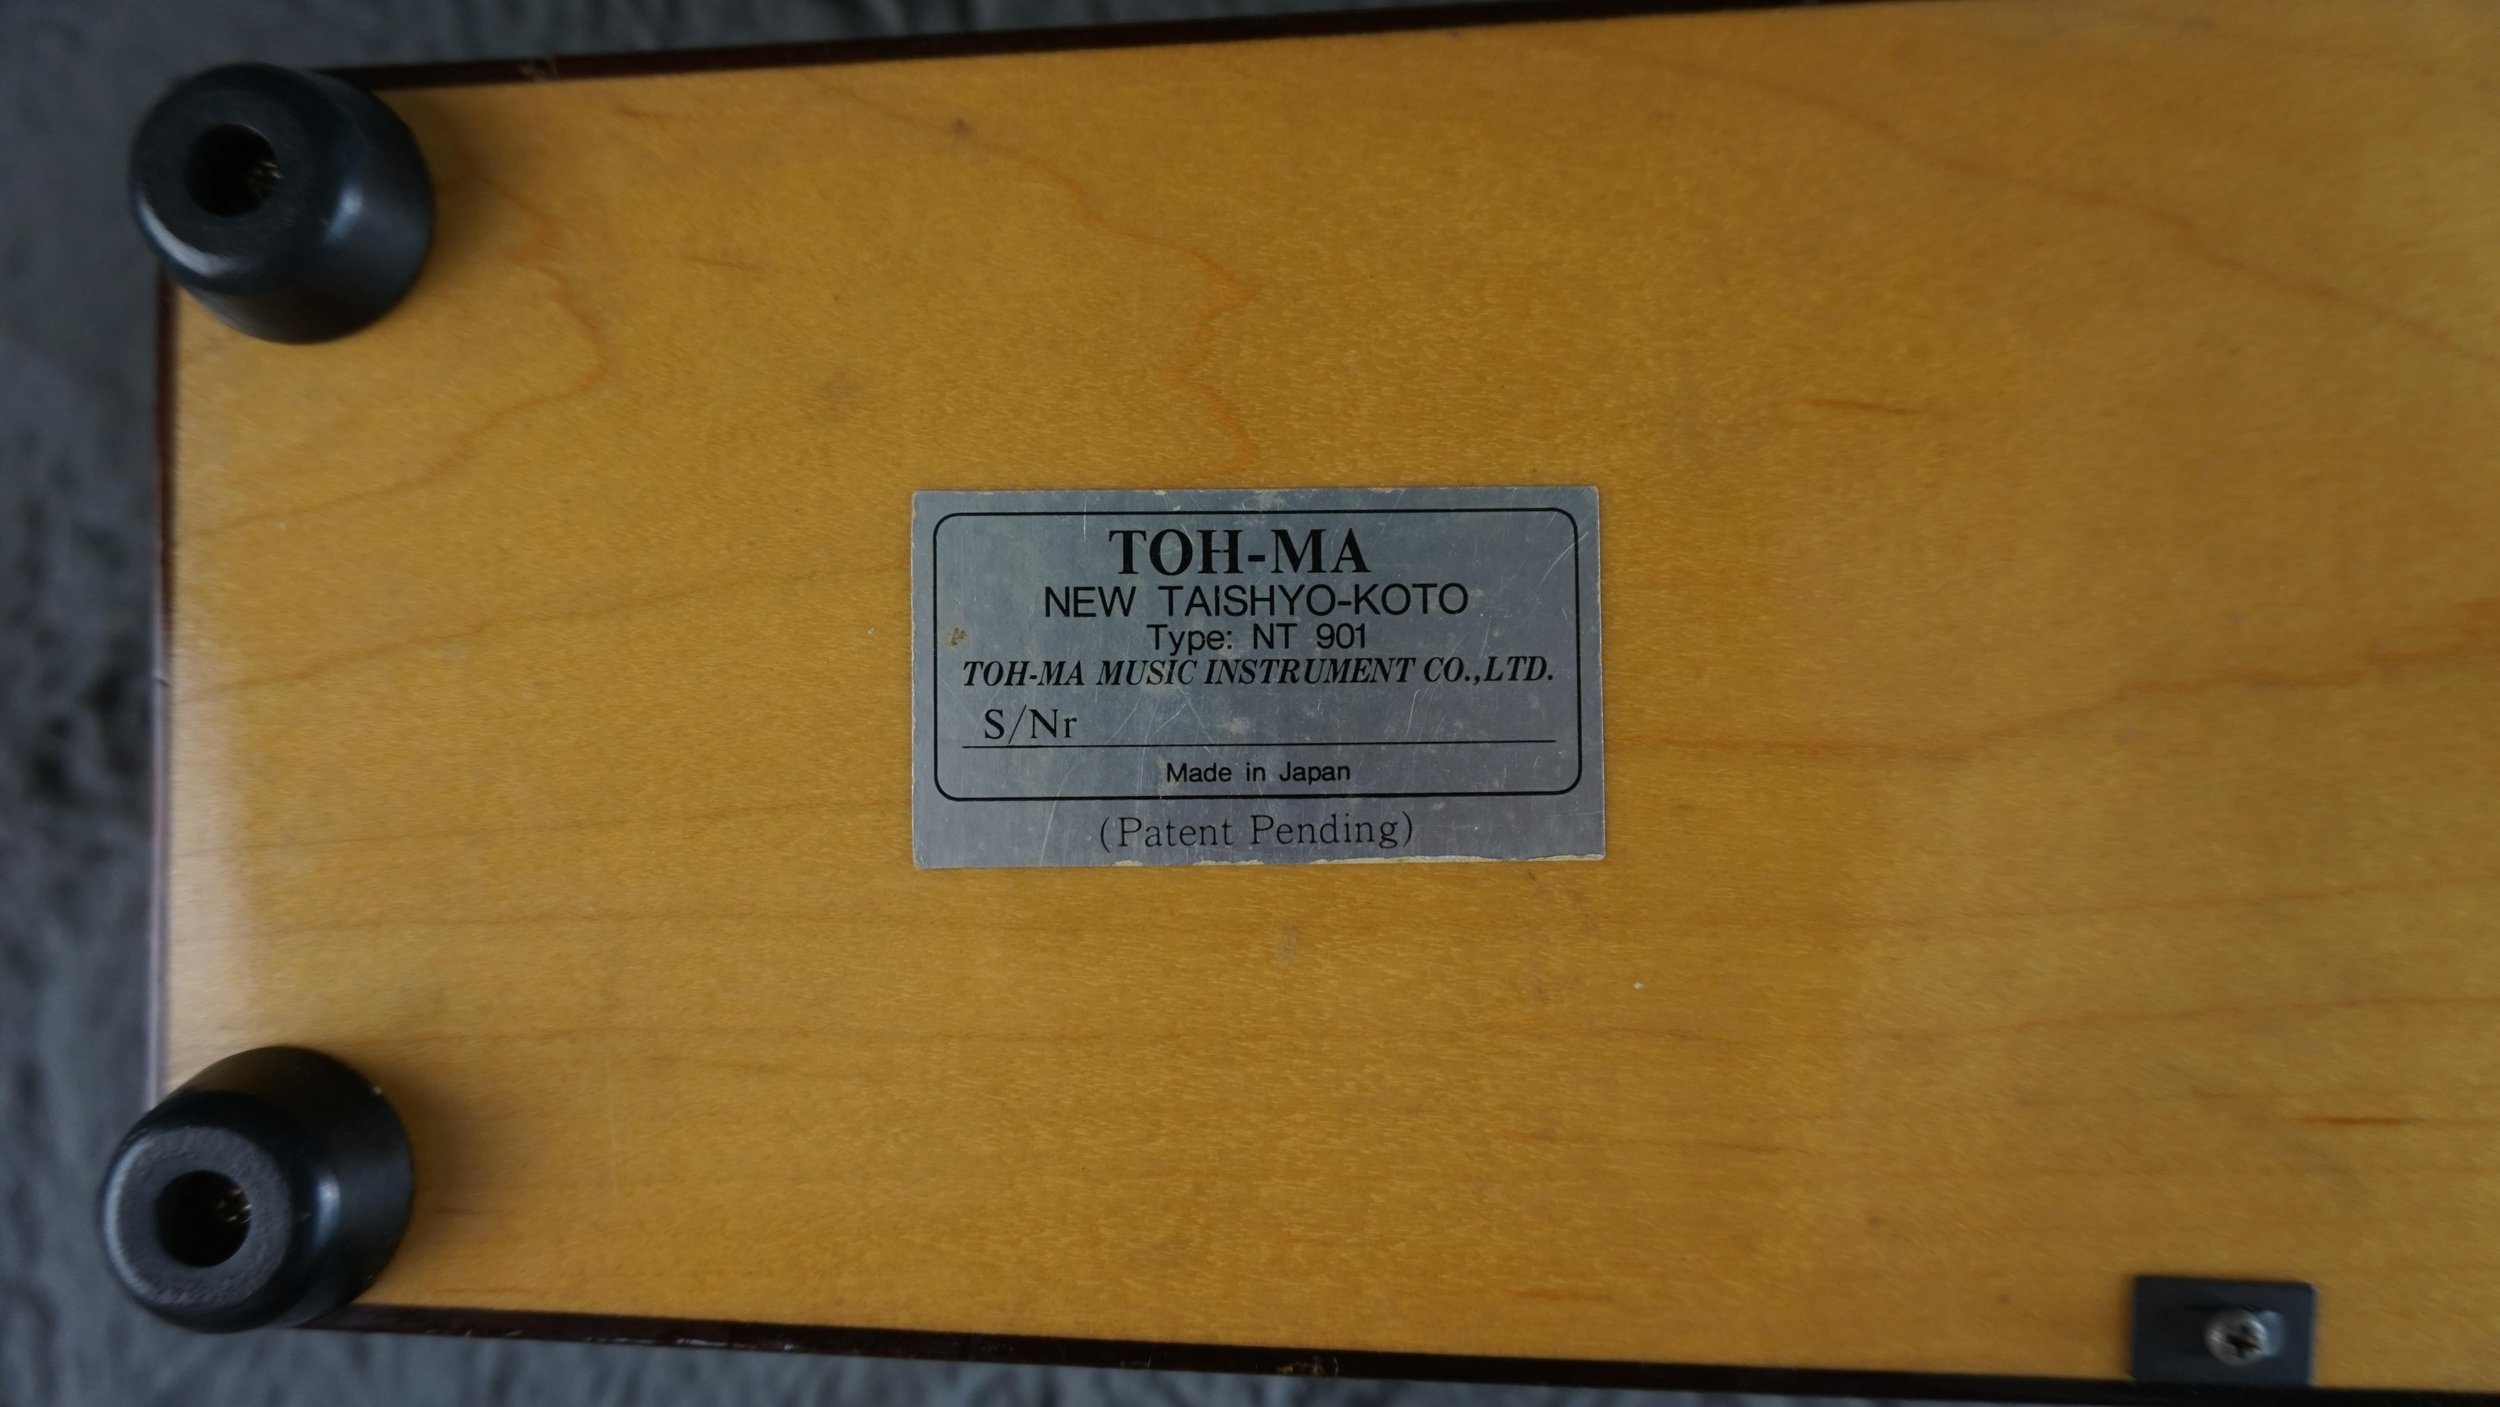 TOH-MA
NEW TAISHYO-KOTO
Type: NT 901
TOH-MA MUSIC INSTRUMENT CO.,LTD.
S/Nr
Made in Japan
(Patent Pending)